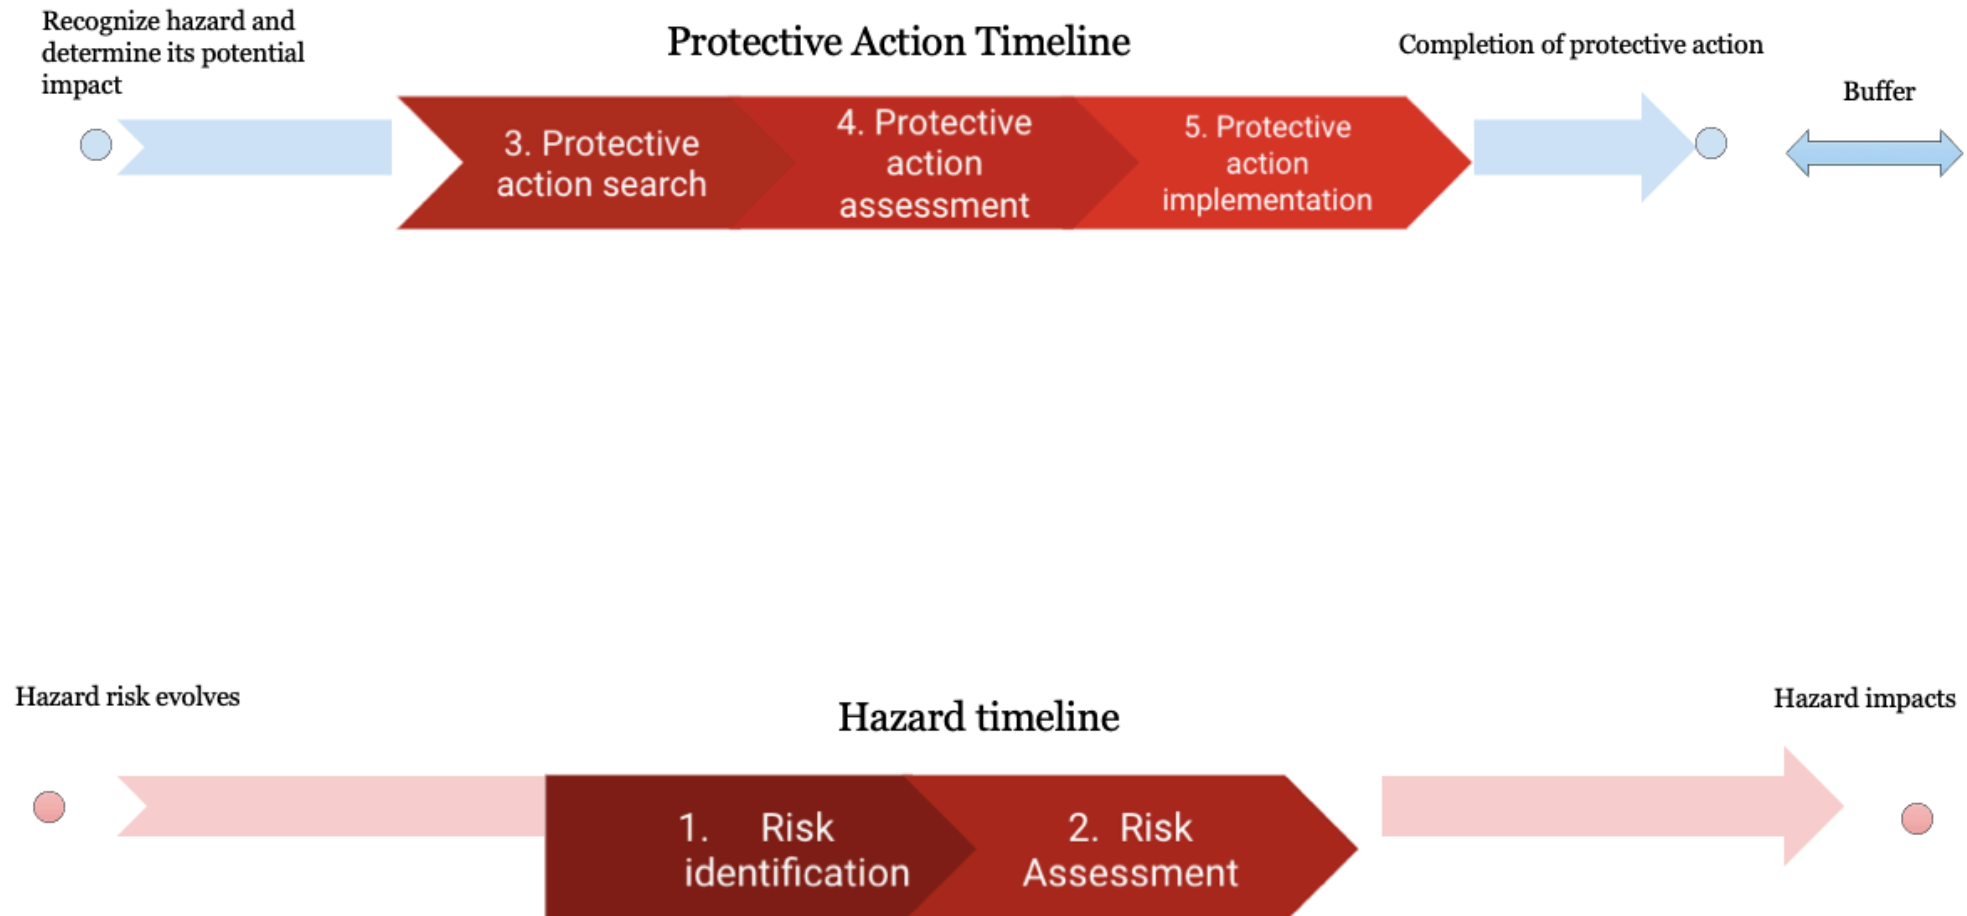 Recognize hazard and
determine its potential
impact
Protective Action Timeline
Completion of protective action
Buffer
3. Protective
action search
4. Protective
action
assessment
5. Protective
action
implementation
Hazard risk evolves
Hazard timeline
Hazard impacts
1. Risk
identification
2. Risk
Assessment